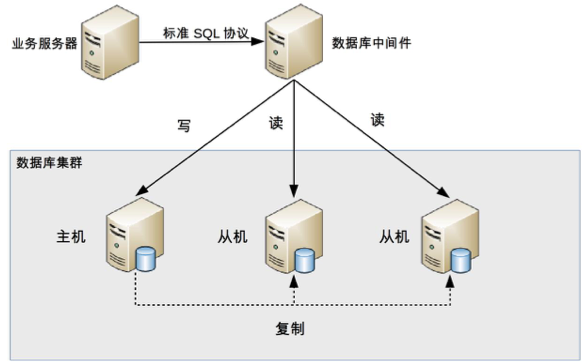 业务服务器
标准 SQL 协议
数据库中间件
写
读
读
数据库集群
主机
从机
从机
复制